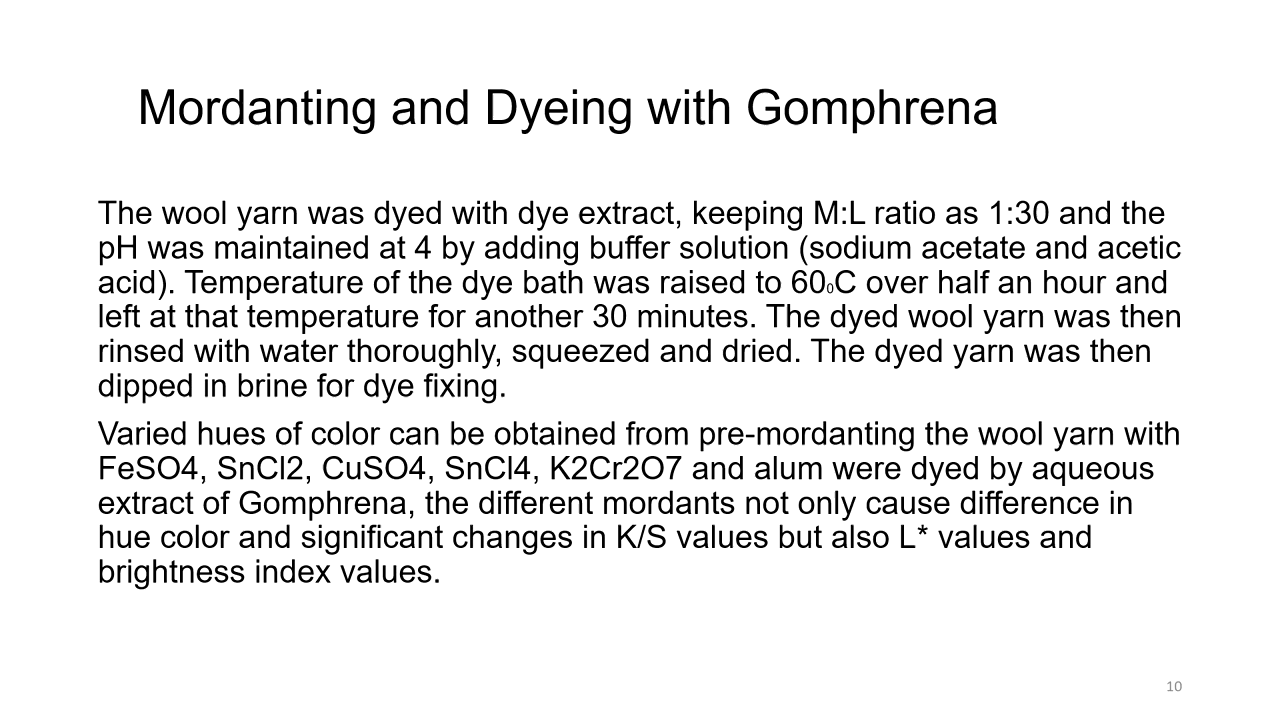 Mordanting and Dyeing with Gomphrena
The wool yarn was dyed with dye extract, keeping M:L ratio as 1:30 and the
pH was maintained at 4 by adding buffer solution (sodium acetate and acetic
acid). Temperature of the dye bath was raised to 60₀C over half an hour and
left at that temperature for another 30 minutes. The dyed wool yarn was then
rinsed with water thoroughly, squeezed and dried. The dyed yarn was then
dipped in brine for dye fixing.
Varied hues of color can be obtained from pre-mordanting the wool yarn with
FeSO4, SnCl2, CuSO4, SnCl4, K2Cr2O7 and alum were dyed by aqueous
extract of Gomphrena, the different mordants not only cause difference in
hue color and significant changes in K/S values but also L* values and
brightness index values.
10